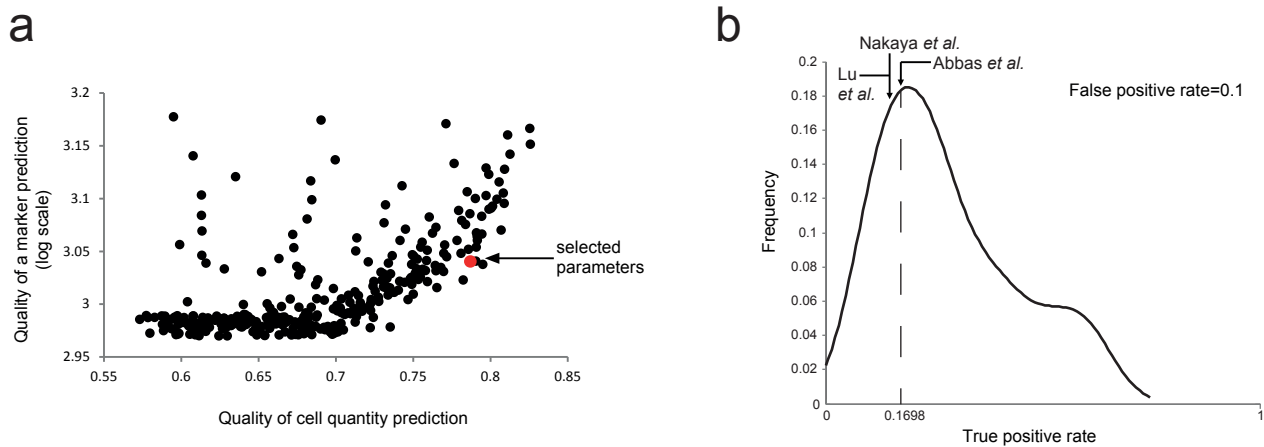 a
Quality of a marker prediction
(log scale)
3.2
3.15
3.1
3.05
3
2.95
0.55
0.6
0.65
0.7
0.75
0.8
0.85
Quality of cell quantity prediction
selected
parameters
b
Nakaya et al.
Abbas et al.
Lu
et al.
False positive rate=0.1
Frequency
0.2
0.18
0.16
0.14
0.12
0.1
0.08
0.06
0.04
0.02
0
0
0.1698
1
True positive rate